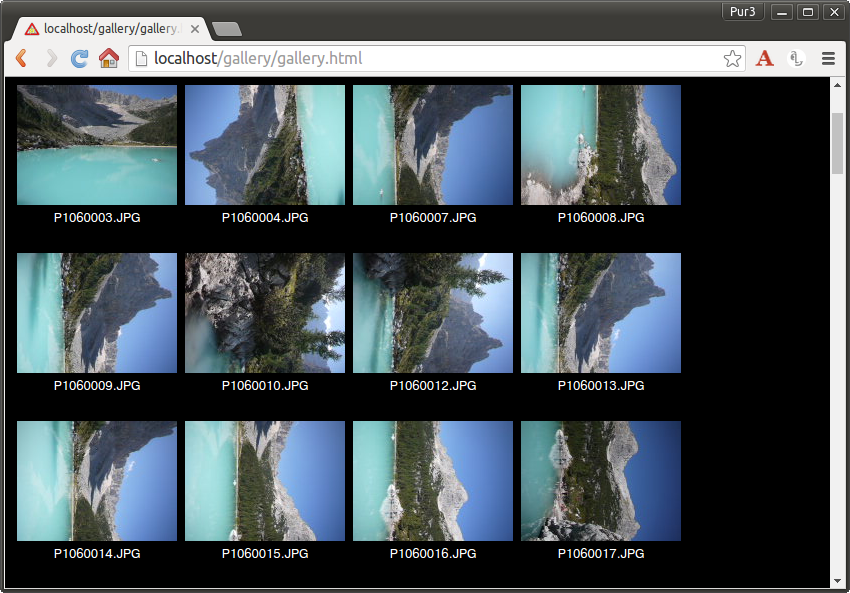 Pur3
localhost/gallery/gallery.
localhost/gallery/gallery.html
P1060003.JPG P1060004.JPG P1060007.JPG P1060008.JPG
P1060009.JPG P1060010.JPG P1060012.JPG P1060013.JPG
P1060014.JPG P1060015.JPG P1060016.JPG P1060017.JPG